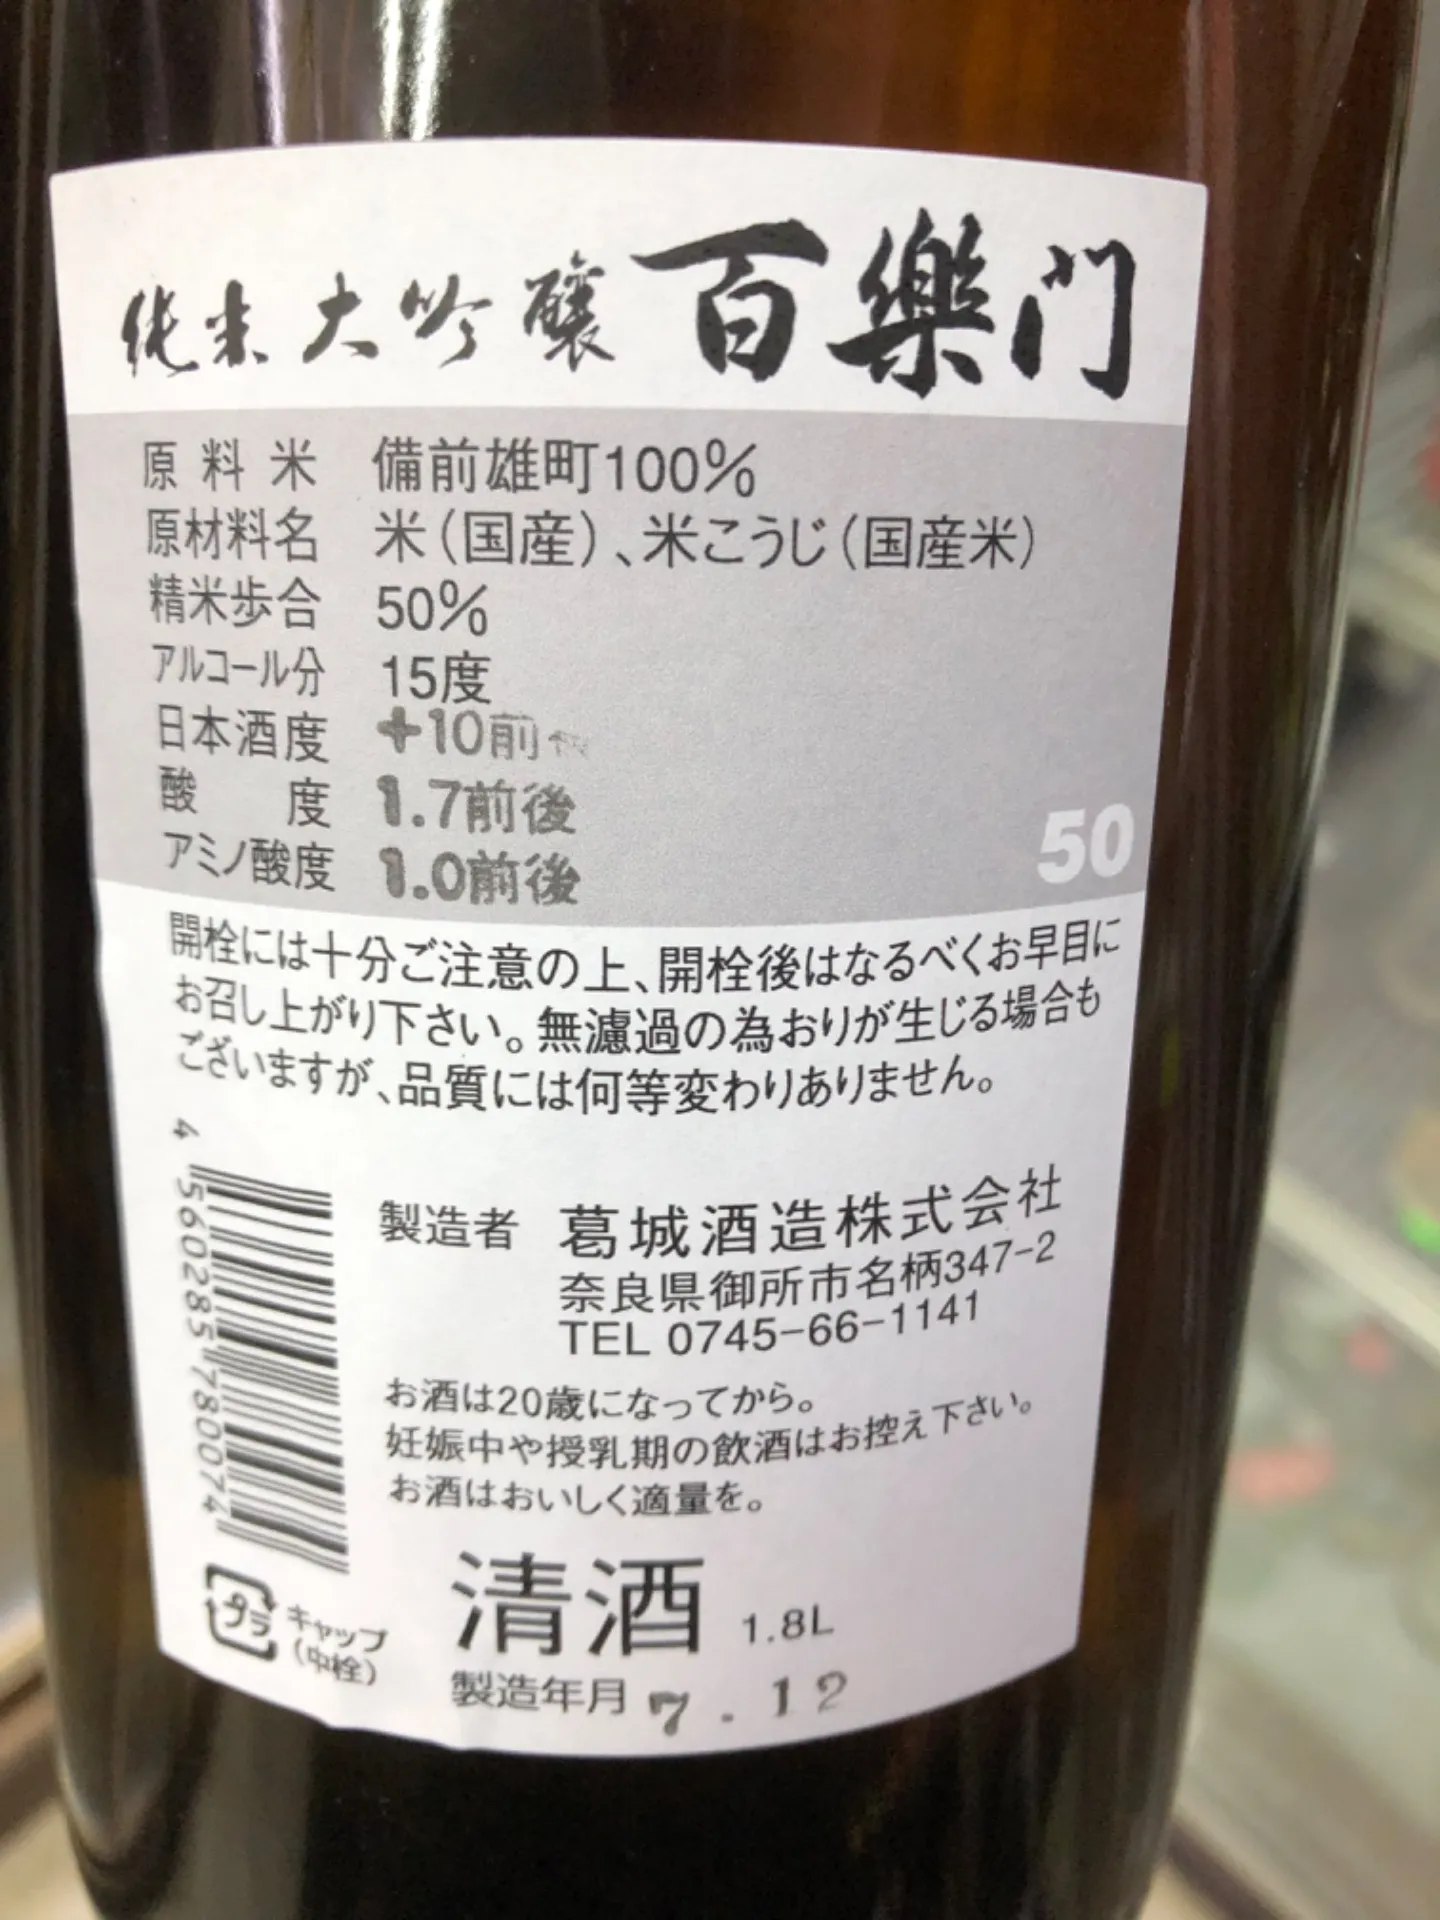 純米大吟醸 百樂门
原料米 備前雄町100%
原材料名 米(国産)、米こうじ(国産米)
精米歩合 50%
アルコール分 15度
日本酒度 +10前後
酸度 1.7前後
アミノ酸度 1.0前後
50
開栓には十分ご注意の上、開栓後はなるべくお早目に
お召し上がり下さい。無濾過の為おりが生じる場合も
ございますが、品質には何等変わりありません。
4 560285 780074
製造者 葛城酒造株式会社
奈良県御所市名柄347-2
TEL 0745-66-1141
お酒は20歳になってから。
妊娠中や授乳期の飲酒はお控え下さい。
お酒はおいしく適量を。
プラ キャップ
(中栓)
清酒 1.8L
製造年月 7.12